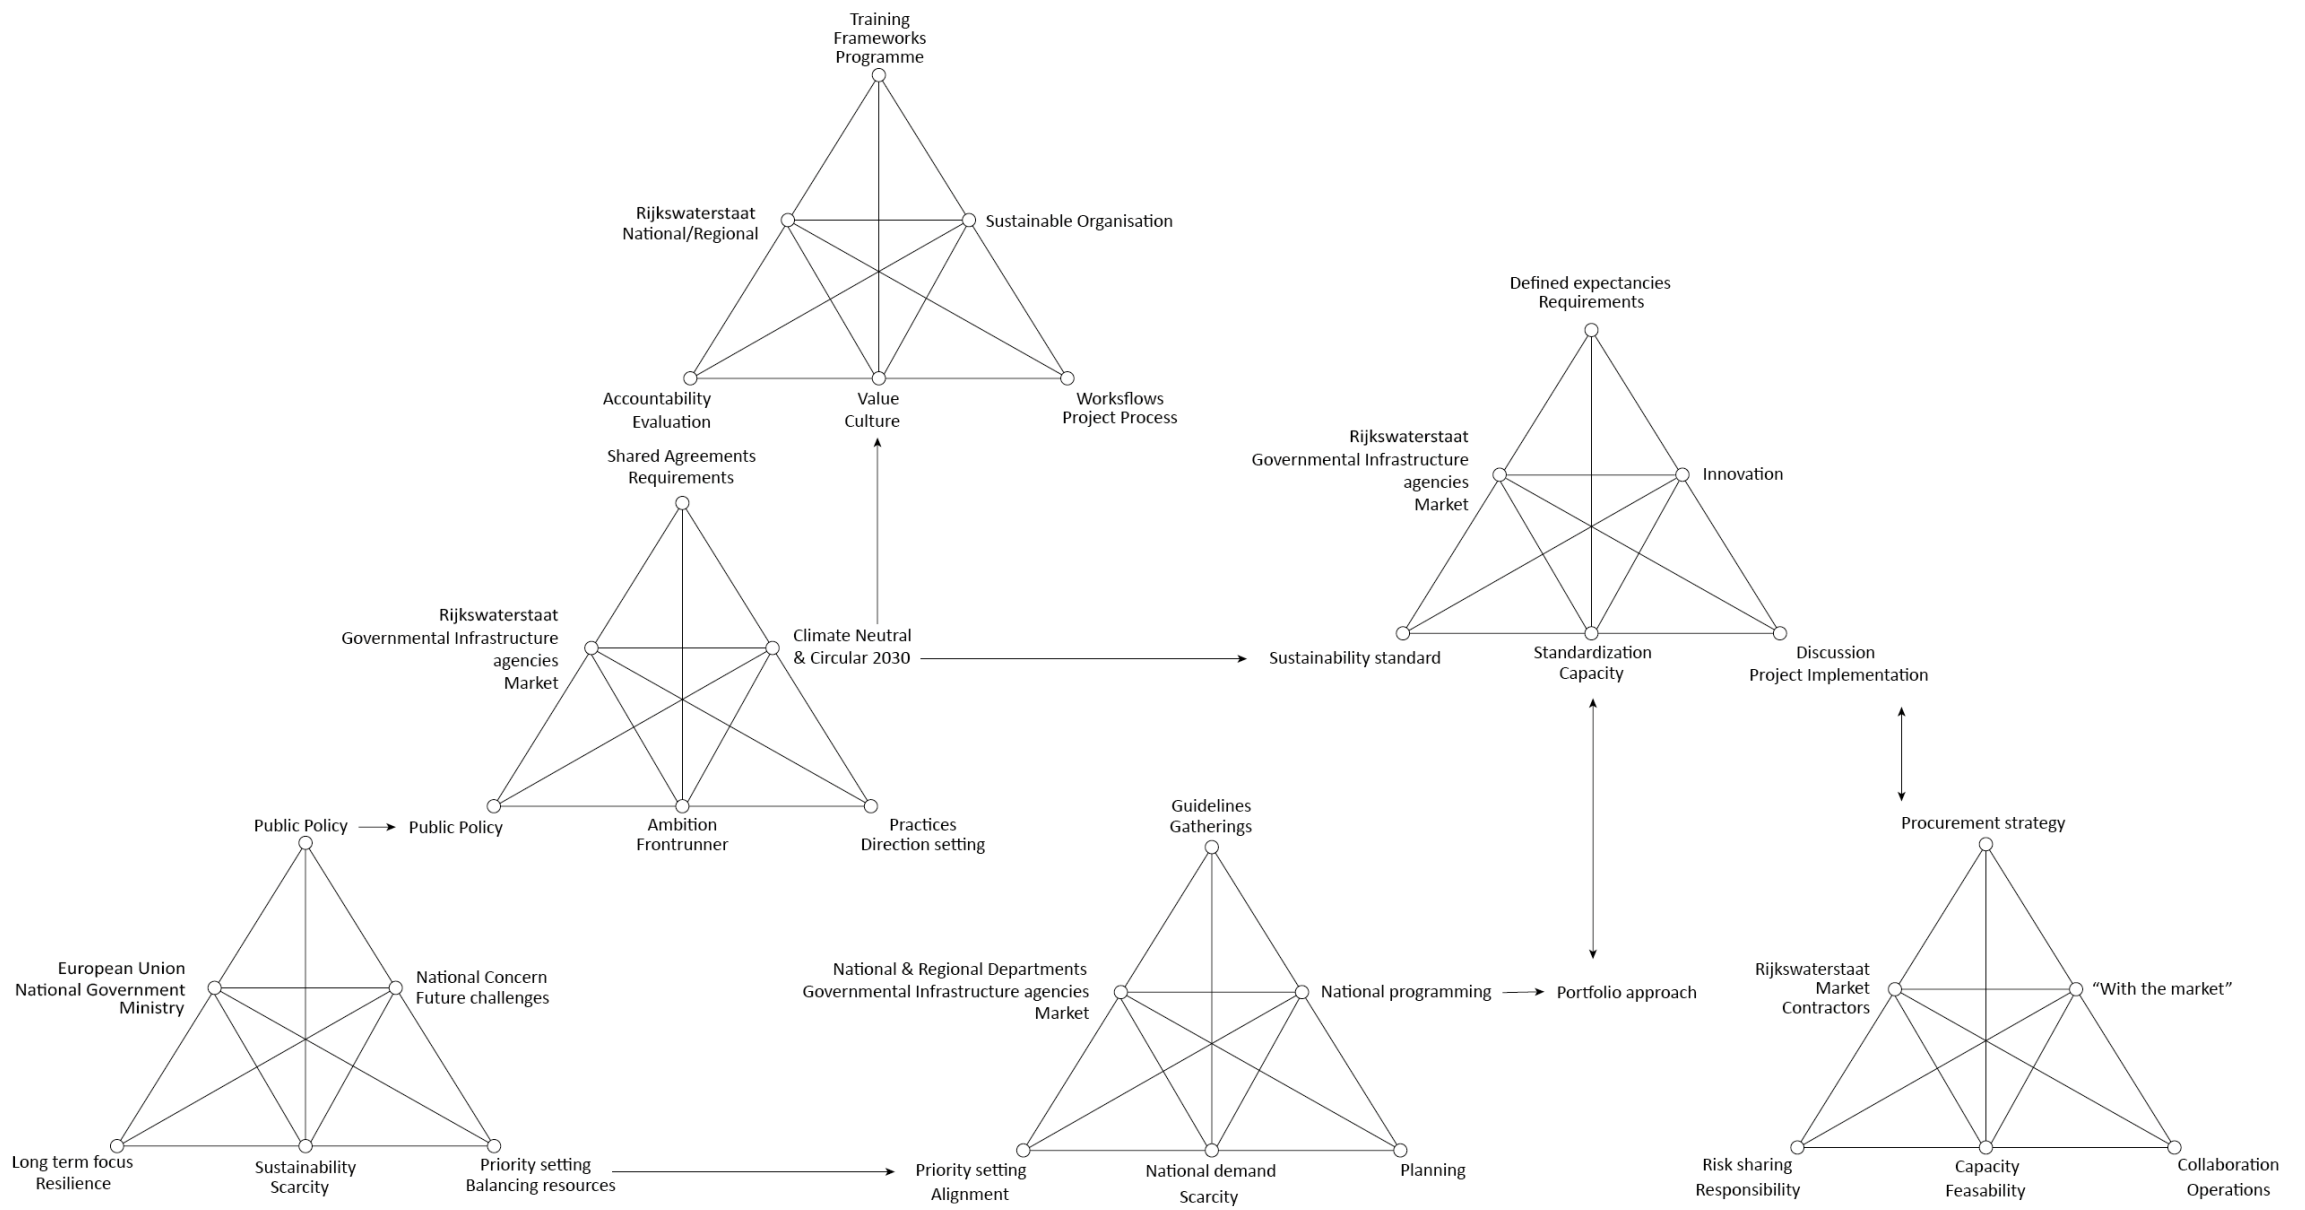 Training
Frameworks
Programme
Rijkswaterstaat
National/Regional
Sustainable Organisation
Accountability
Evaluation
Value
Culture
Worksflows
Project Process
Defined expectancies
Requirements
Rijkswaterstaat
Governmental Infrastructure
agencies
Market
Innovation
Sustainability standard
Standardization
Capacity
Discussion
Project Implementation
Shared Agreements
Requirements
Rijkswaterstaat
Governmental Infrastructure
agencies
Market
Climate Neutral
& Circular 2030
Public Policy
Ambition
Frontrunner
Practices
Direction setting
Public Policy
European Union
National Government
Ministry
National Concern
Future challenges
Long term focus
Resilience
Sustainability
Scarcity
Priority setting
Balancing resources
Guidelines
Gatherings
National & Regional Departments
Governmental Infrastructure agencies
Market
National programming
Portfolio approach
Priority setting
Alignment
National demand
Scarcity
Planning
Procurement strategy
Rijkswaterstaat
Market
Contractors
“With the market”
Risk sharing
Responsibility
Capacity
Feasability
Collaboration
Operations